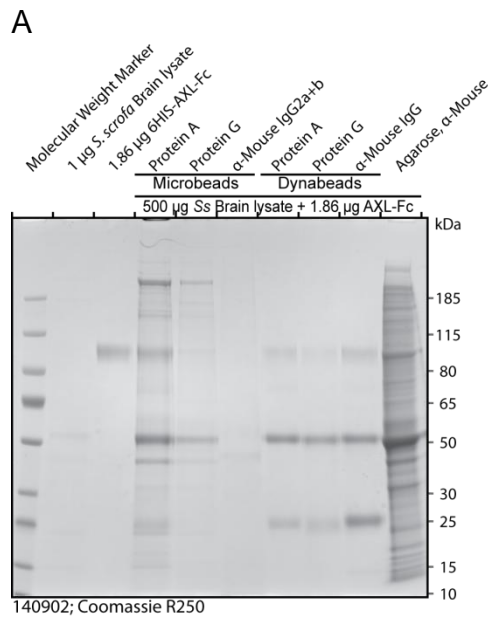 A
Molecular Weight Marker
1 µg S. scrofa Brain lysate
1.86 µg 6HIS-AXL-Fc
Protein A
Protein G
α-Mouse IgG2a+b
Protein A
Protein G
α-Mouse IgG
Agarose, α-Mouse
Microbeads
Dynabeads
500 µg Ss Brain lysate + 1.86 µg AXL-Fc
kDa
185
115
80
65
50
30
25
15
10
140902; Coomassie R250